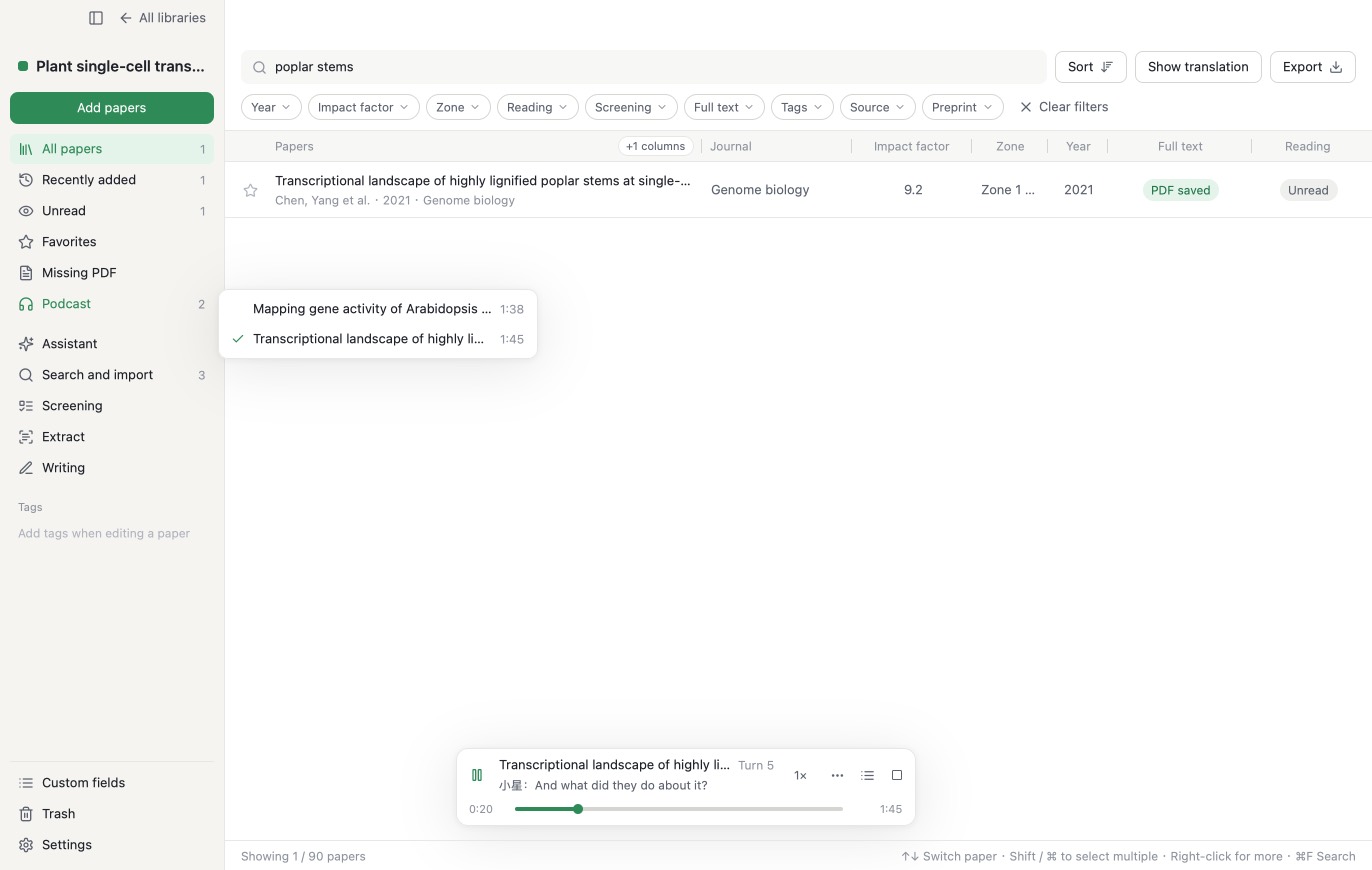 All libraries
Plant single-cell trans...
Add papers
All papers 1
Recently added 1
Unread 1
Favorites
Missing PDF
Podcast 2
Assistant
Search and import 3
Screening
Extract
Writing
Tags
Add tags when editing a paper
Custom fields
Trash
Settings
poplar stems
Sort
Show translation
Export
Year
Impact factor
Zone
Reading
Screening
Full text
Tags
Source
Preprint
Clear filters
Papers +1 columns Journal Impact factor Zone Year Full text Reading
Transcriptional landscape of highly lignified poplar stems at single-... Genome biology 9.2 Zone 1 ... 2021 PDF saved Unread
Chen, Yang et al. · 2021 · Genome biology
Mapping gene activity of Arabidopsis ... 1:38
Transcriptional landscape of highly li... 1:45
Transcriptional landscape of highly li... Turn 5 1×
小星：And what did they do about it?
0:20 1:45
Showing 1 / 90 papers
↑↓ Switch paper · Shift / ⌘ to select multiple · Right-click for more · ⌘F Search